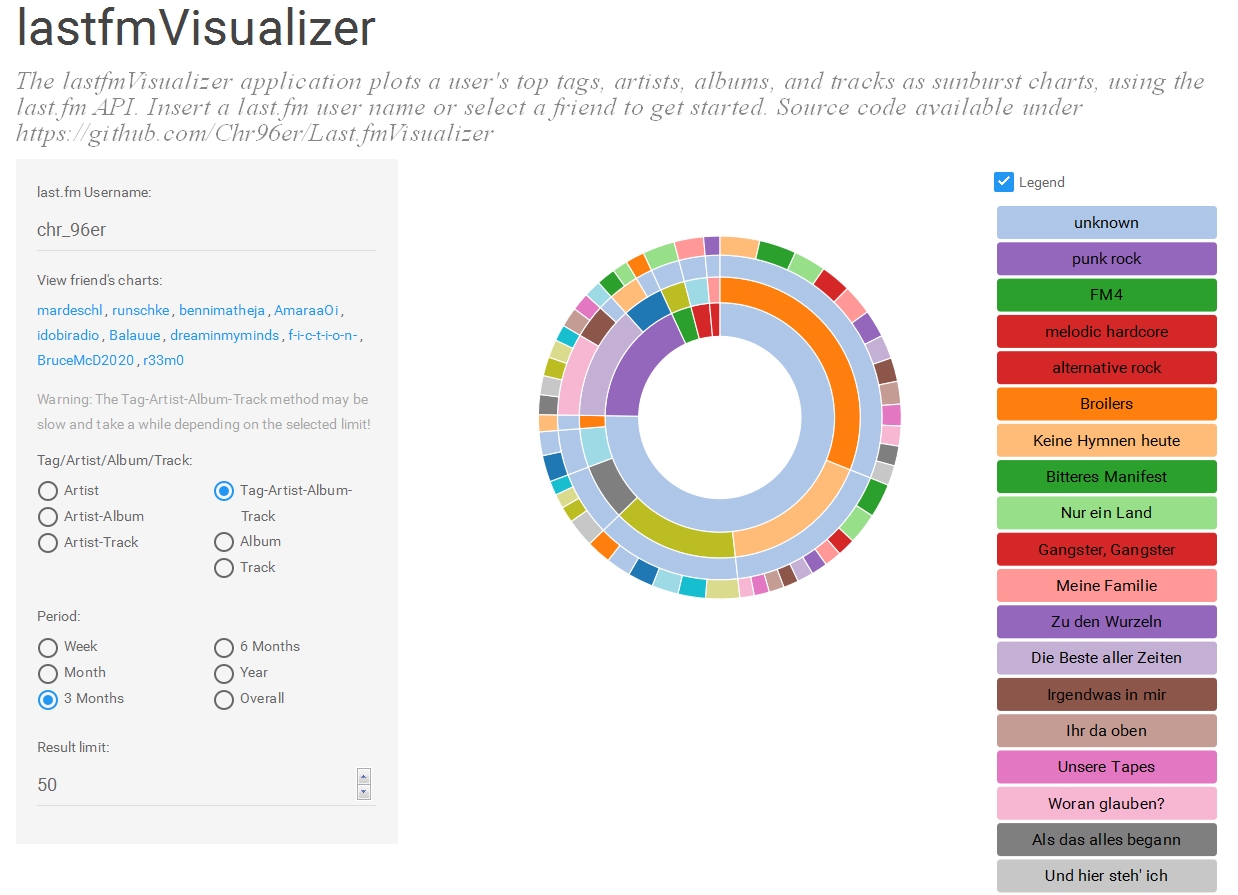 lastfmVisualizer
The lastfmVisualizer application plots a user's top tags, artists, albums, and tracks as sunburst charts, using the
last.fm API. Insert a last.fm user name or select a friend to get started. Source code available under
https://github.com/Chr96er/Last.fmVisualizer
last.fm Username:
chr_96er
View friend's charts:
mardeschl , runschke , bennimatheja , AmaraaOi ,
idobiradio , Balauue , dreaminmyminds , f-i-c-t-i-o-n- ,
BruceMcD2020 , r33m0
Warning: The Tag-Artist-Album-Track method may be
slow and take a while depending on the selected limit!
Tag/Artist/Album/Track:
Artist
Artist-Album
Artist-Track
Tag-Artist-Album-
Track
Album
Track
Period:
Week
Month
3 Months
6 Months
Year
Overall
Result limit:
50
Legend
unknown
punk rock
FM4
melodic hardcore
alternative rock
Broilers
Keine Hymnen heute
Bitteres Manifest
Nur ein Land
Gangster, Gangster
Meine Familie
Zu den Wurzeln
Die Beste aller Zeiten
Irgendwas in mir
Ihr da oben
Unsere Tapes
Woran glauben?
Als das alles begann
Und hier steh' ich